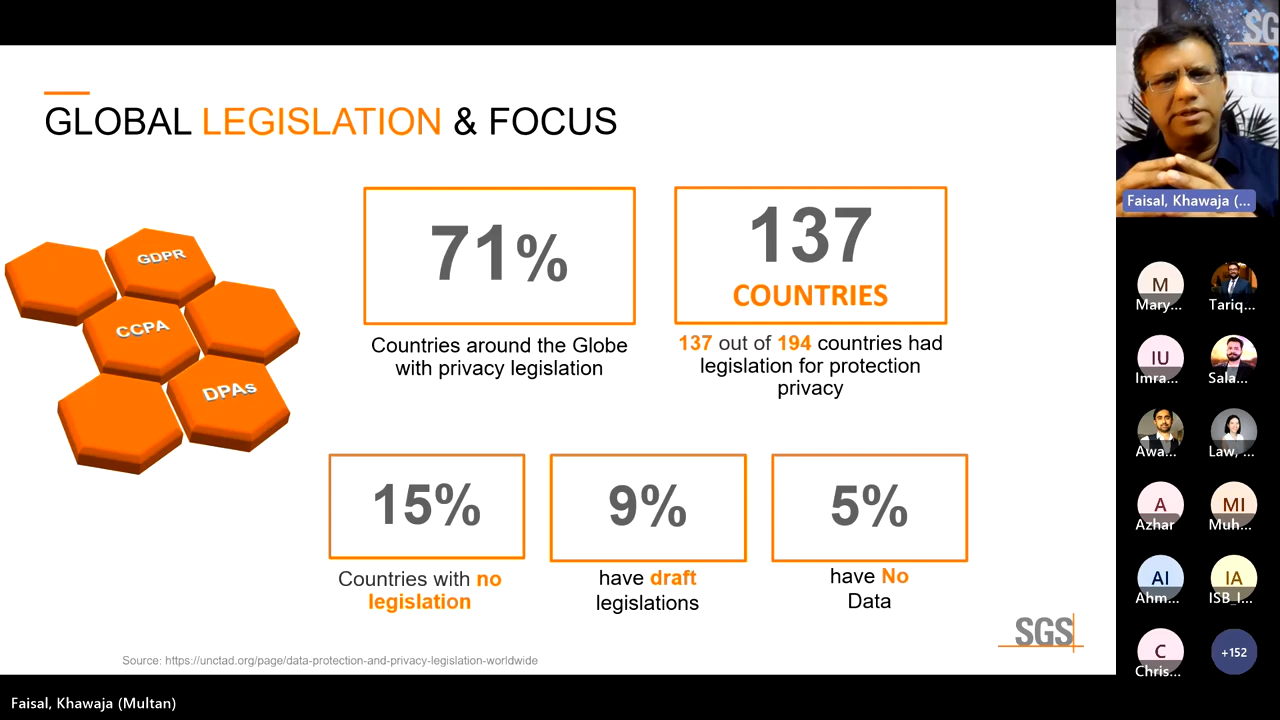 GLOBAL LEGISLATION & FOCUS
GDPR
CCPA
DPAs
71%
Countries around the Globe
with privacy legislation
137
COUNTRIES
137 out of 194 countries had
legislation for protection
privacy
15%
Countries with no
legislation
9%
have draft
legislations
5%
have No
Data
SGS
Source: https://unctad.org/page/data-protection-and-privacy-legislation-worldwide
Faisal, Khawaja (Multan)
SG
Faisal, Khawaja (...
M
Mary...
Tariq...
IU
Imra...
Sala...
Awa...
Law, ...
A
Azhar
MI
Muh...
AI
Ahm...
IA
ISB_I...
C
Chris...
+152